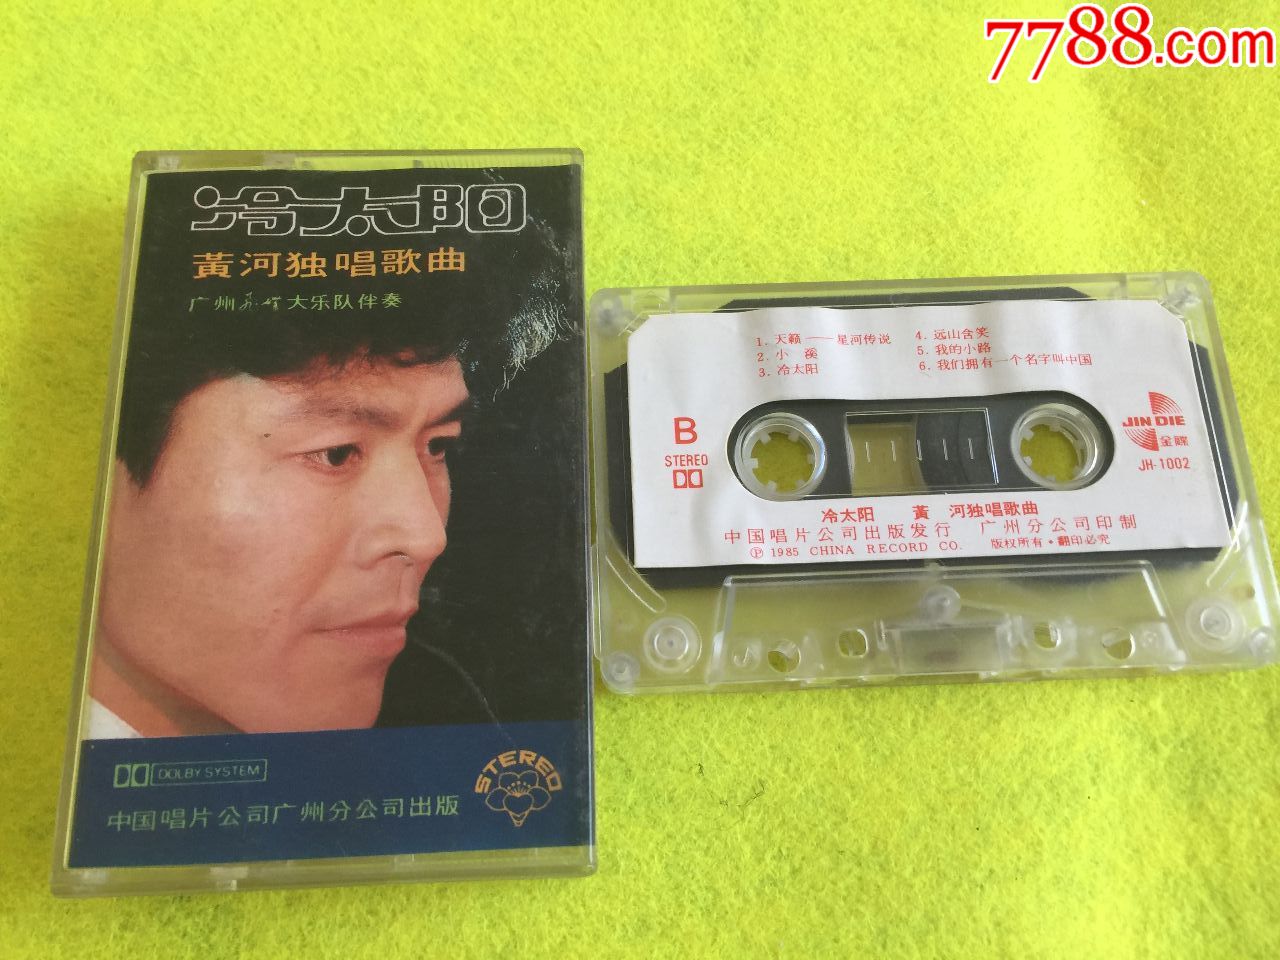 7788.com
冷太阳
黃河独唱歌曲
广州
大乐队伴奏
DOLBY SYSTEM
STEREO
中国唱片公司广州分公司出版
1. 天籁——星河传说
2. 小 溪
3. 冷太阳
4. 远山含笑
5. 我的小路
6. 我们拥有一个名字叫中国
B
STEREO
JIN DIE
金碟
JH-1002
冷太阳 黃 河独唱歌曲
中国唱片公司出版发行 广州分公司印制
Ⓟ 1985 CHINA RECORD CO. 版权所有·翻印必究